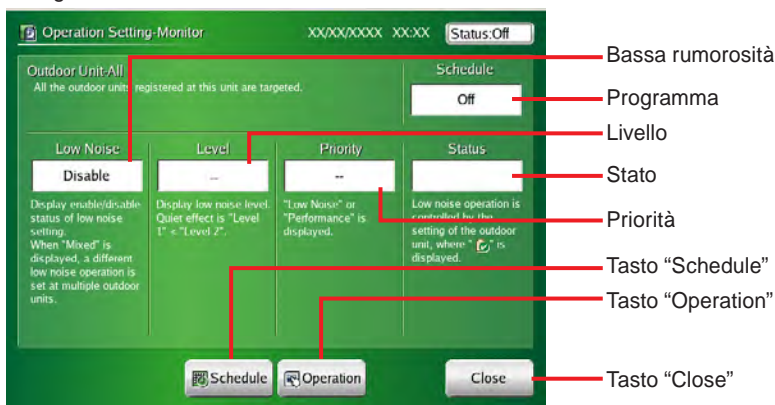 Operation Setting-Monitor XX/XX/XXXX XX:XX Status:Off
Outdoor Unit-All
All the outdoor units registered at this unit are targeted.
Schedule
Off
Low Noise
Disable
Display enable/disable
status of low noise
setting.
When "Mixed" is
displayed, a different
low noise operation is
set at multiple outdoor
units.
Level
--
Display low noise level.
Quiet effect is "Level
1" < "Level 2".
Priority
--
"Low Noise" or
"Performance" is
displayed.
Status
Low noise operation is
controlled by the
setting of the outdoor
unit, where " " is
displayed.
Schedule
Operation
Close
Bassa rumorosità
Programma
Livello
Stato
Priorità
Tasto “Schedule”
Tasto “Operation”
Tasto “Close”